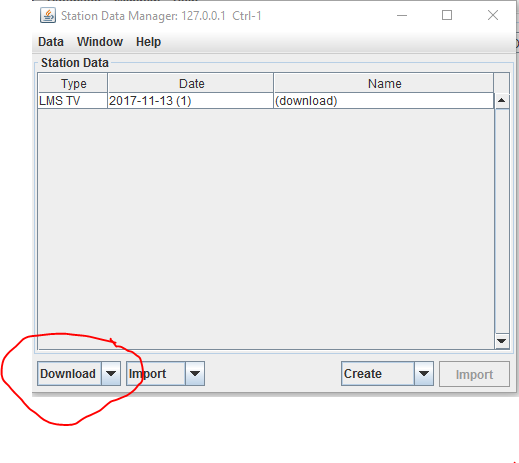 Station Data Manager: 127.0.0.1 Ctrl-1
Data Window Help
Station Data
Type Date Name
LMS TV 2017-11-13 (1) (download)
Download Import Create Import